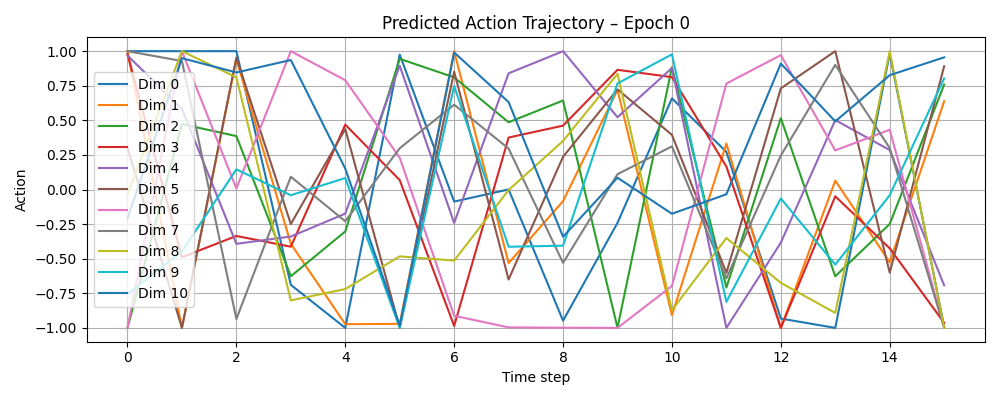 Predicted Action Trajectory – Epoch 0
Action
1.00
0.75
0.50
0.25
0.00
−0.25
−0.50
−0.75
−1.00
Dim 0
Dim 1
Dim 2
Dim 3
Dim 4
Dim 5
Dim 6
Dim 7
Dim 8
Dim 9
Dim 10
0 2 4 6 8 10 12 14
Time step